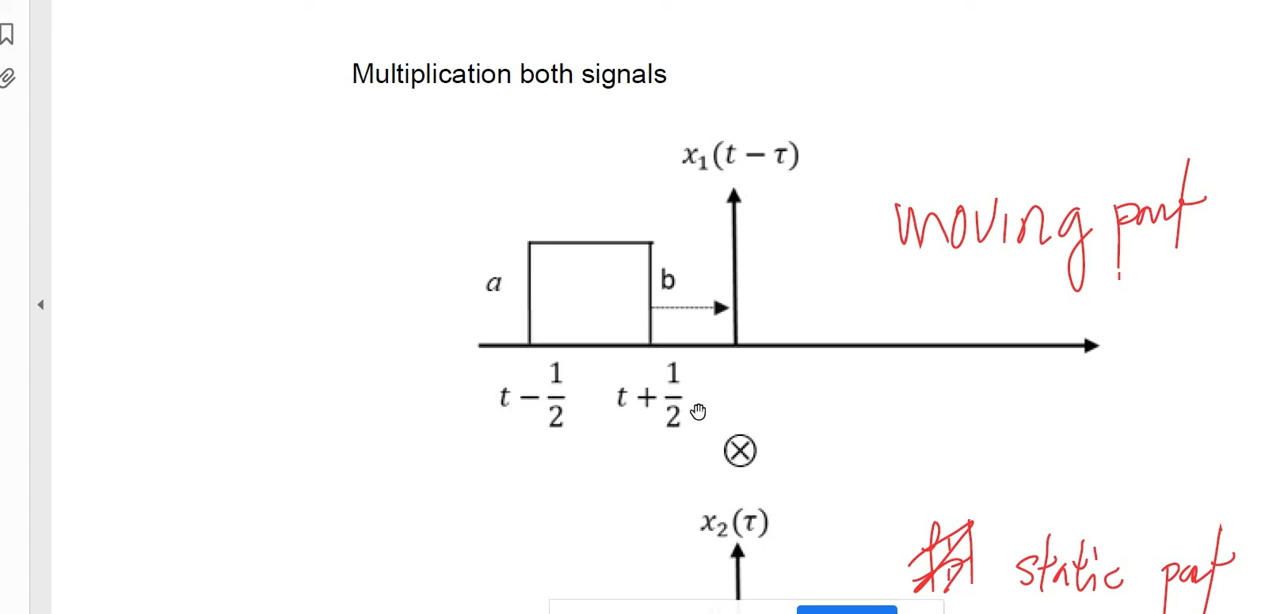 Multiplication both signals
x₁(t − τ)
moving part
a
b
t − 1/2
t + 1/2
⊗
x₂(τ)
static part